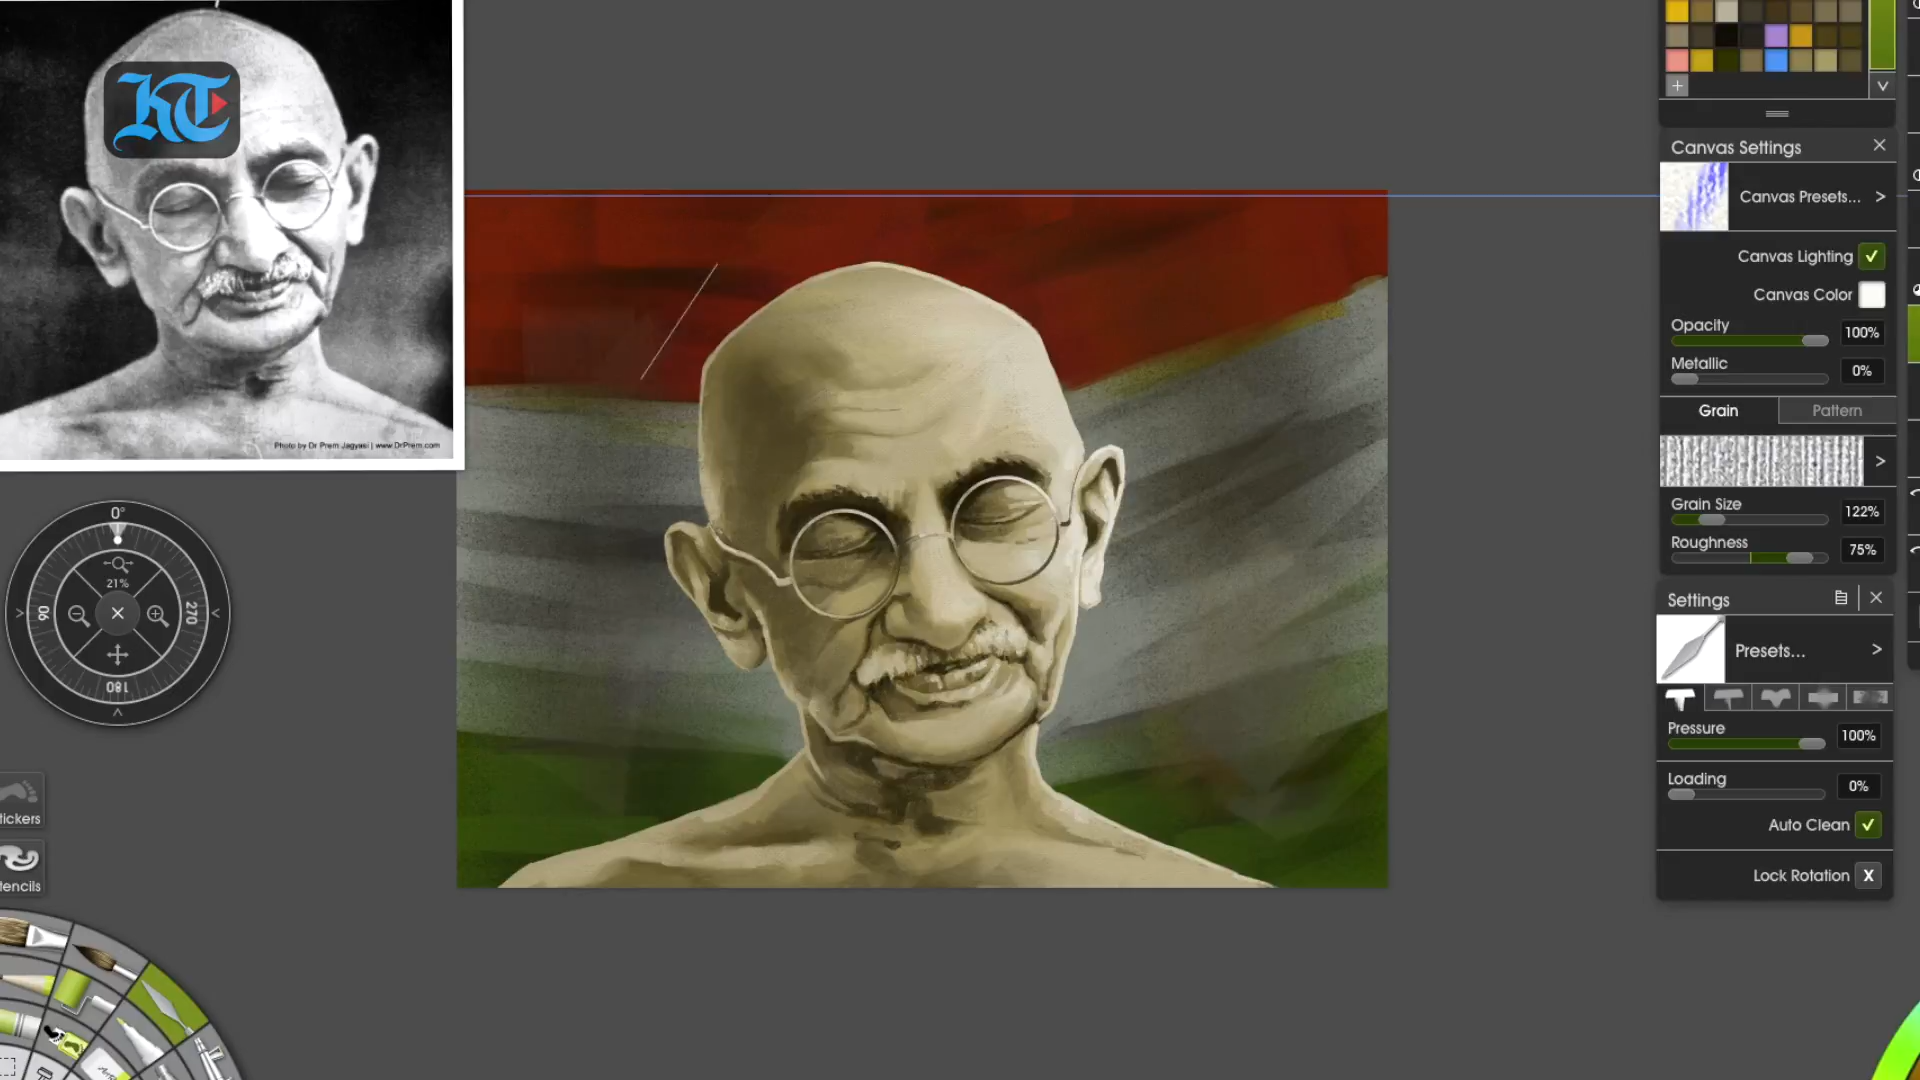 KT
Photo by Dr Prem Jagyasi | www.DrPrem.com
0°
21%
90
270
180
tickers
tencils
Canvas Settings
Canvas Presets...
Canvas Lighting
Canvas Color
Opacity
100%
Metallic
0%
Grain
Pattern
Grain Size
122%
Roughness
75%
Settings
Presets...
Pressure
100%
Loading
0%
Auto Clean
Lock Rotation